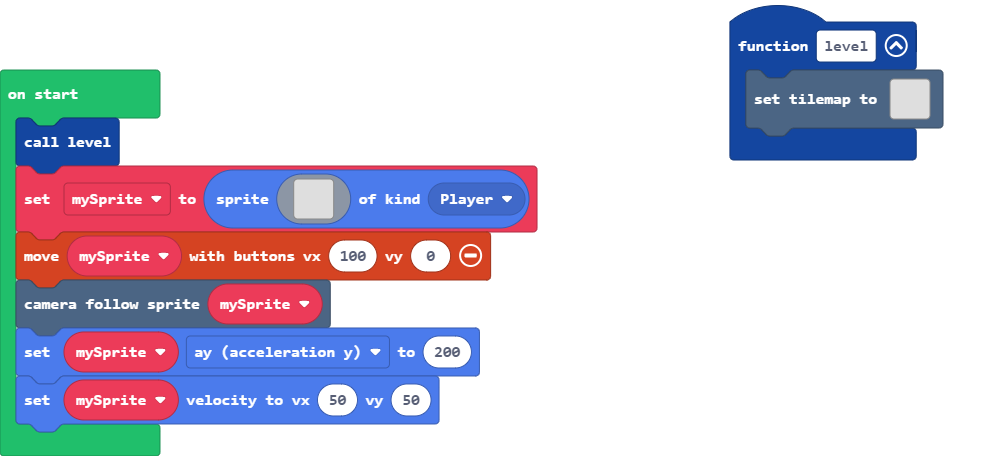 on start
call level
set mySprite to sprite of kind Player
move mySprite with buttons vx 100 vy 0
camera follow sprite mySprite
set mySprite ay (acceleration y) to 200
set mySprite velocity to vx 50 vy 50
function level
set tilemap to